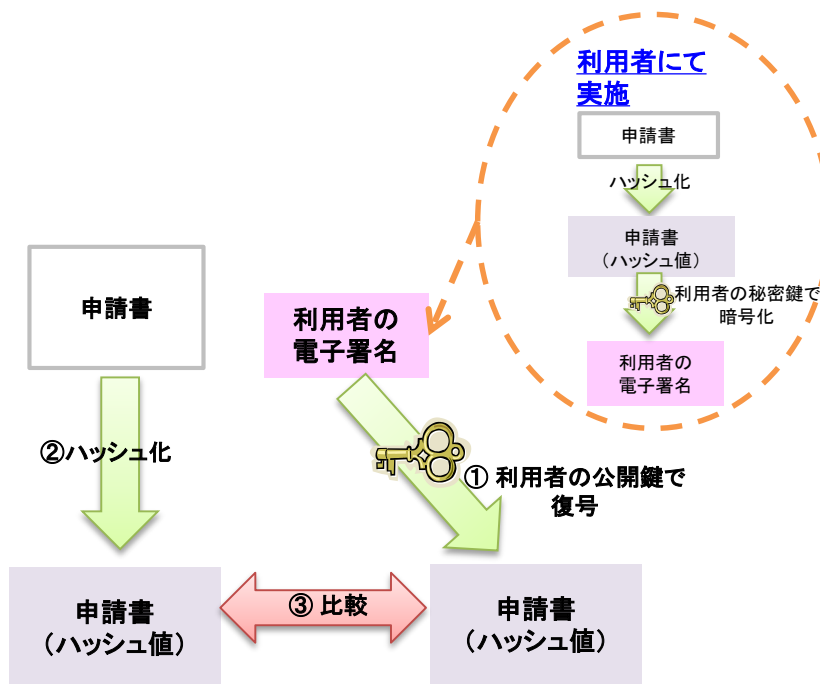 利用者にて
実施
申請書
ハッシュ化
申請書
（ハッシュ値）
利用者の秘密鍵で
暗号化
利用者の
電子署名
申請書
利用者の
電子署名
②ハッシュ化
① 利用者の公開鍵で
復号
申請書
（ハッシュ値）
③ 比較
申請書
（ハッシュ値）